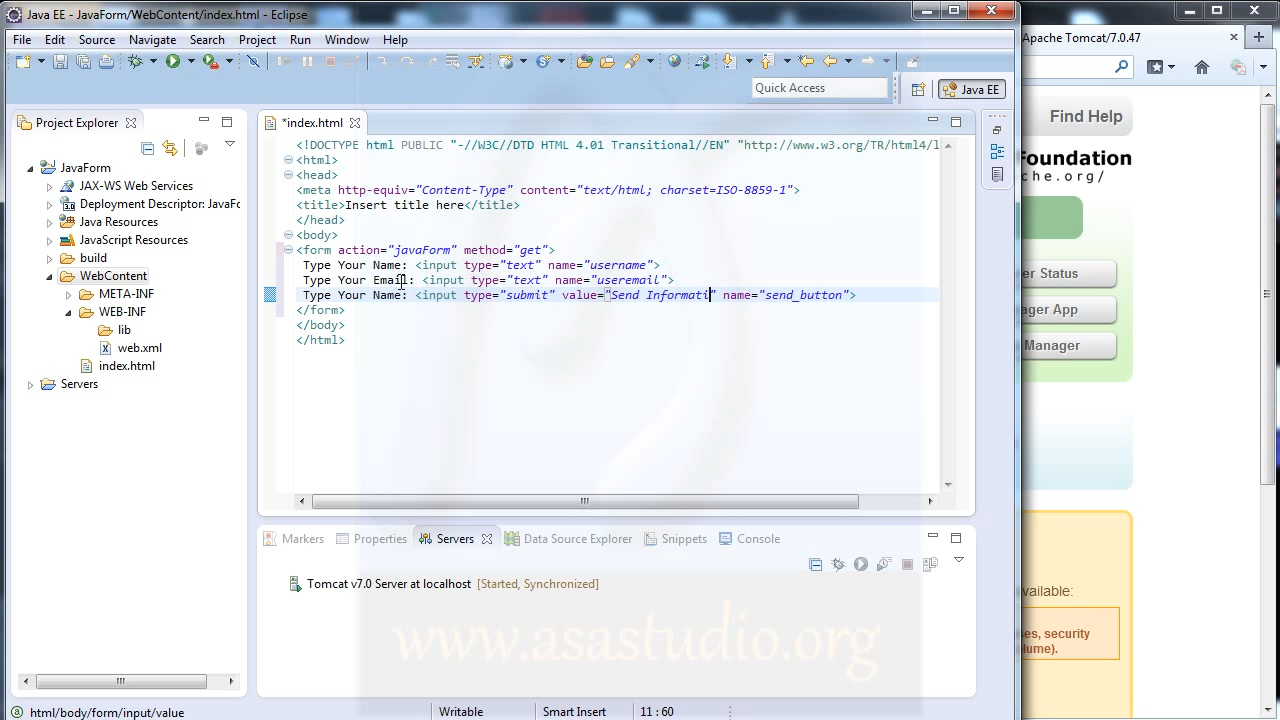 Java EE - JavaForm/WebContent/index.html - Eclipse
File Edit Source Navigate Search Project Run Window Help
Quick Access
Java EE
Project Explorer
JavaForm
JAX-WS Web Services
Deployment Descriptor: JavaFo
Java Resources
JavaScript Resources
build
WebContent
META-INF
WEB-INF
lib
web.xml
index.html
Servers
*index.html
<!DOCTYPE html PUBLIC "-//W3C//DTD HTML 4.01 Transitional//EN" "http://www.w3.org/TR/html4/l
<html>
<head>
<meta http-equiv="Content-Type" content="text/html; charset=ISO-8859-1">
<title>Insert title here</title>
</head>
<body>
<form action="javaForm" method="get">
Type Your Name: <input type="text" name="username">
Type Your Email: <input type="text" name="useremail">
Type Your Name: <input type="submit" value="Send Informati" name="send_button">
</form>
</body>
</html>
Markers Properties Servers Data Source Explorer Snippets Console
Tomcat v7.0 Server at localhost [Started, Synchronized]
www.asastudio.org
html/body/form/input/value
Writable
Smart Insert
11 : 60
Apache Tomcat/7.0.47
Find Help
Foundation
che.org/
er Status
ager App
Manager
vailable:
ses, security
lume).